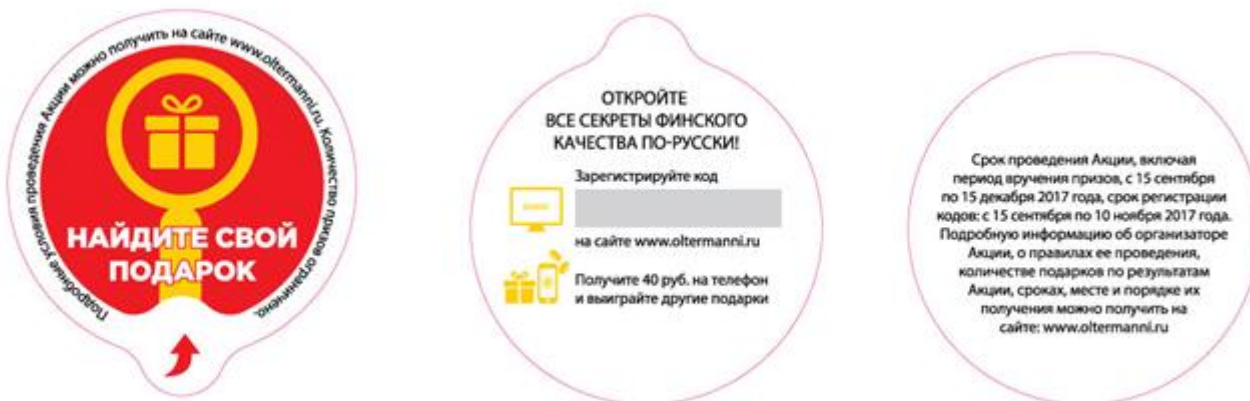 Подробные условия проведения Акции можно получить на сайте www.oltermanni.ru. Количество призов ограничено.
НАЙДИТЕ СВОЙ
ПОДАРОК
ОТКРОЙТЕ
ВСЕ СЕКРЕТЫ ФИНСКОГО
КАЧЕСТВА ПО-РУССКИ!
Зарегистрируйте код
на сайте www.oltermanni.ru
Получите 40 руб. на телефон
и выиграйте другие подарки
Срок проведения Акции, включая
период вручения призов, с 15 сентября
по 15 декабря 2017 года, срок регистрации
кодов: с 15 сентября по 10 ноября 2017 года.
Подробную информацию об организаторе
Акции, о правилах ее проведения,
количестве подарков по результатам
Акции, сроках, месте и порядке их
получения можно получить на
сайте: www.oltermanni.ru